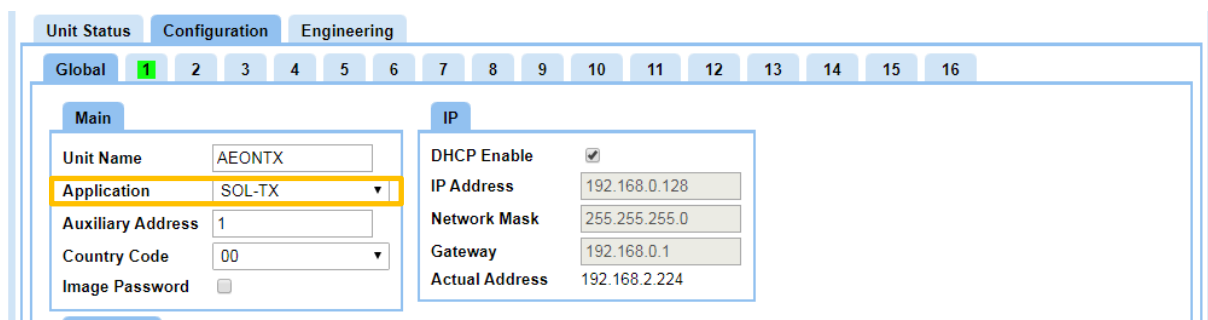 Unit Status Configuration Engineering
Global 1 2 3 4 5 6 7 8 9 10 11 12 13 14 15 16
Main
Unit Name AEONTX
Application SOL-TX
Auxiliary Address 1
Country Code 00
Image Password
IP
DHCP Enable
IP Address 192.168.0.128
Network Mask 255.255.255.0
Gateway 192.168.0.1
Actual Address 192.168.2.224